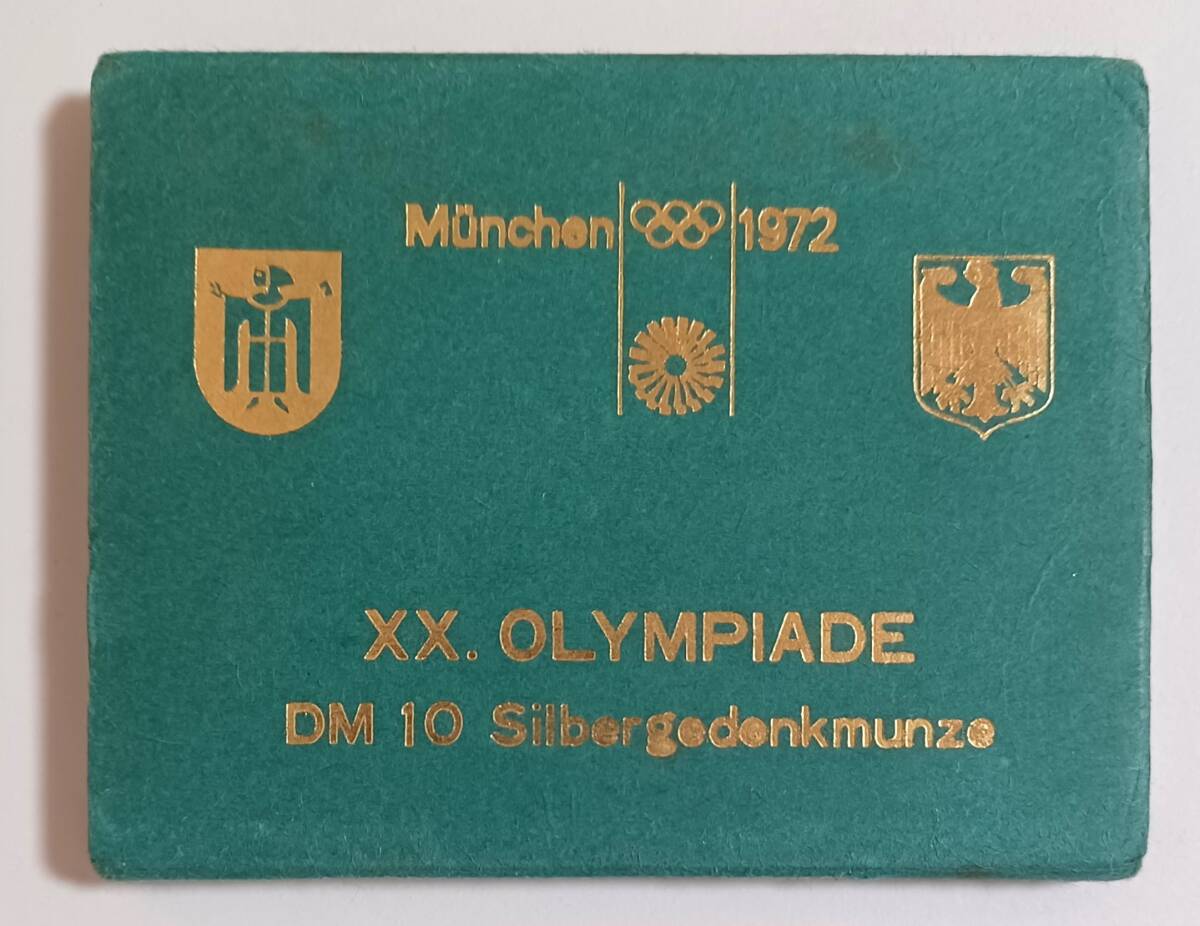 München 1972
XX. OLYMPIADE
DM 10 Silbergedenkmunze